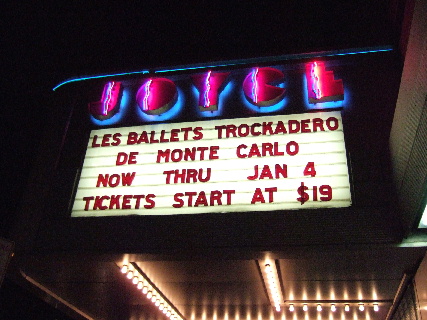 JOYCE
LES BALLETS TROCKADERO
DE MONTE CARLO
NOW THRU JAN 4
TICKETS START AT $19